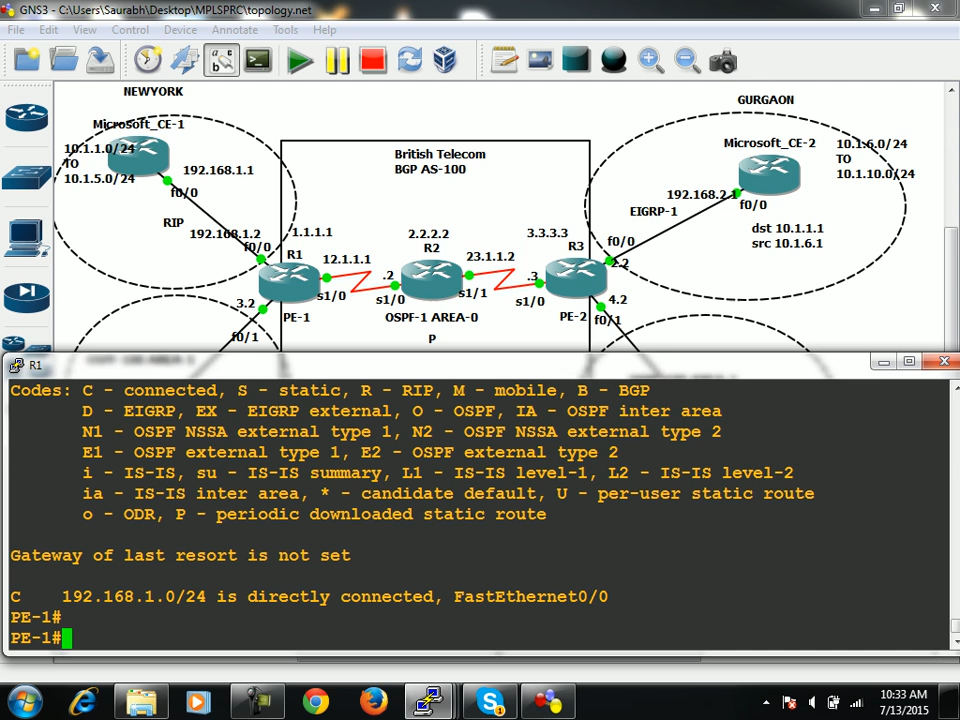 GNS3 - C:\Users\Saurabh\Desktop\MPLSPRC\topology.net
File Edit View Control Device Annotate Tools Help
NEWYORK
Microsoft_CE-1
10.1.1.0/24
TO
10.1.5.0/24
192.168.1.1
f0/0
RIP
192.168.1.2
f0/0
1.1.1.1
R1
12.1.1.1
s1/0
3.2
PE-1
f0/1
British Telecom
BGP AS-100
2.2.2.2
R2
.2
s1/0
23.1.1.2
s1/1
OSPF-1 AREA-0
P
3.3.3.3
R3
.3
s1/0
PE-2
f0/0
2.2
4.2
f0/1
GURGAON
Microsoft_CE-2
10.1.6.0/24
TO
10.1.10.0/24
f0/0
EIGRP-1
dst 10.1.1.1
src 10.1.6.1
R1
Codes: C - connected, S - static, R - RIP, M - mobile, B - BGP
D - EIGRP, EX - EIGRP external, O - OSPF, IA - OSPF inter area
N1 - OSPF NSSA external type 1, N2 - OSPF NSSA external type 2
E1 - OSPF external type 1, E2 - OSPF external type 2
i - IS-IS, su - IS-IS summary, L1 - IS-IS level-1, L2 - IS-IS level-2
ia - IS-IS inter area, * - candidate default, U - per-user static route
o - ODR, P - periodic downloaded static route
Gateway of last resort is not set
C 192.168.1.0/24 is directly connected, FastEthernet0/0
PE-1#
PE-1#
10:33 AM
7/13/2015